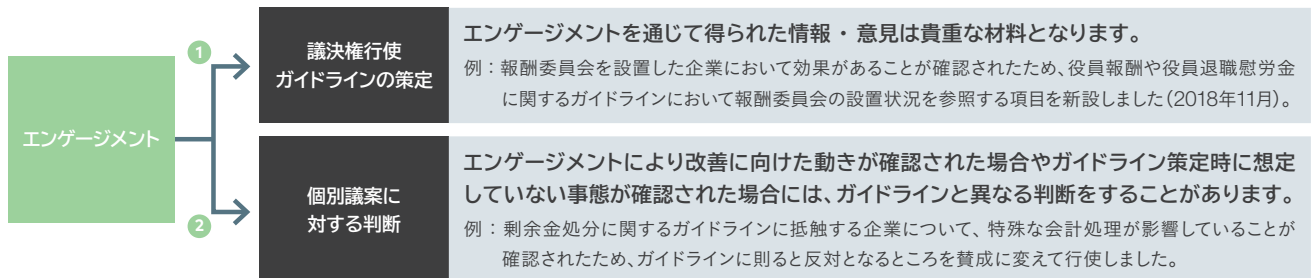 エンゲージメント
1
議決権行使
ガイドラインの策定
エンゲージメントを通じて得られた情報・意見は貴重な材料となります。
例：報酬委員会を設置した企業において効果があることが確認されたため、役員報酬や役員退職慰労金
に関するガイドラインにおいて報酬委員会の設置状況を参照する項目を新設しました（2018年11月）。
2
個別議案に
対する判断
エンゲージメントにより改善に向けた動きが確認された場合やガイドライン策定時に想定
していない事態が確認された場合には、ガイドラインと異なる判断をすることがあります。
例：剰余金処分に関するガイドラインに抵触する企業について、特殊な会計処理が影響していることが
確認されたため、ガイドラインに則ると反対となるところを賛成に変えて行使しました。